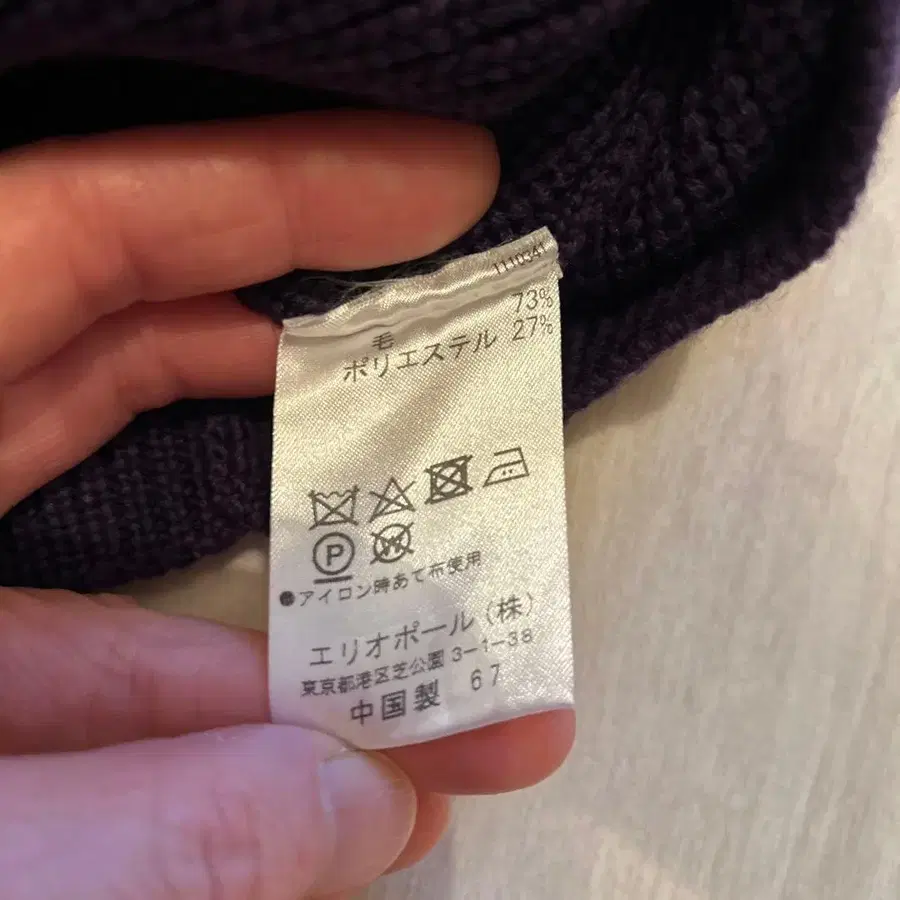 1110341
毛 73%
ポリエステル 27%
P W
●アイロン時あて布使用
エリオポール(株)
東京都港区芝公園3-1-38
中国製 67